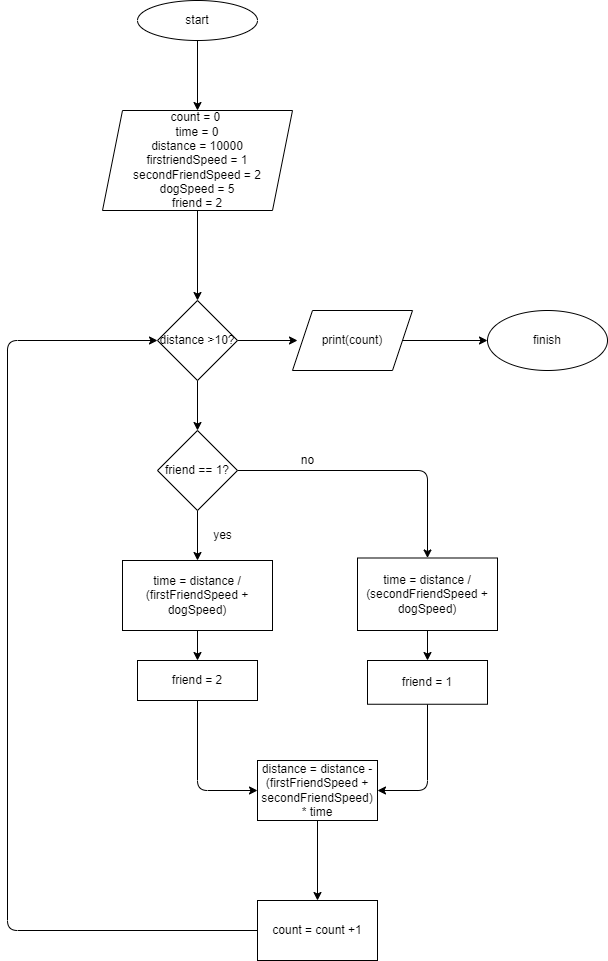 start
count = 0
time = 0
distance = 10000
firstriendSpeed = 1
secondFriendSpeed = 2
dogSpeed = 5
friend = 2
distance >10?
print(count)
finish
friend == 1?
no
yes
time = distance /
(firstFriendSpeed +
dogSpeed)
time = distance /
(secondFriendSpeed +
dogSpeed)
friend = 2
friend = 1
distance = distance -
(firstFriendSpeed +
secondFriendSpeed)
* time
count = count +1